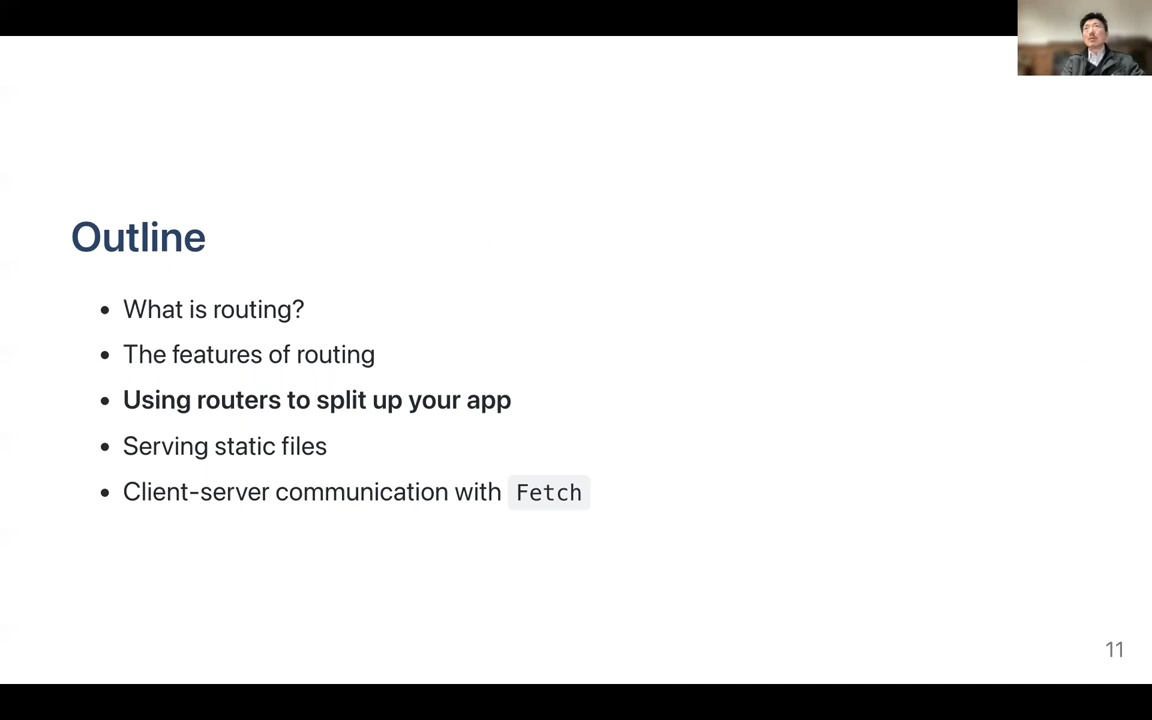 Outline
• What is routing?
• The features of routing
• Using routers to split up your app
• Serving static files
• Client-server communication with Fetch
11